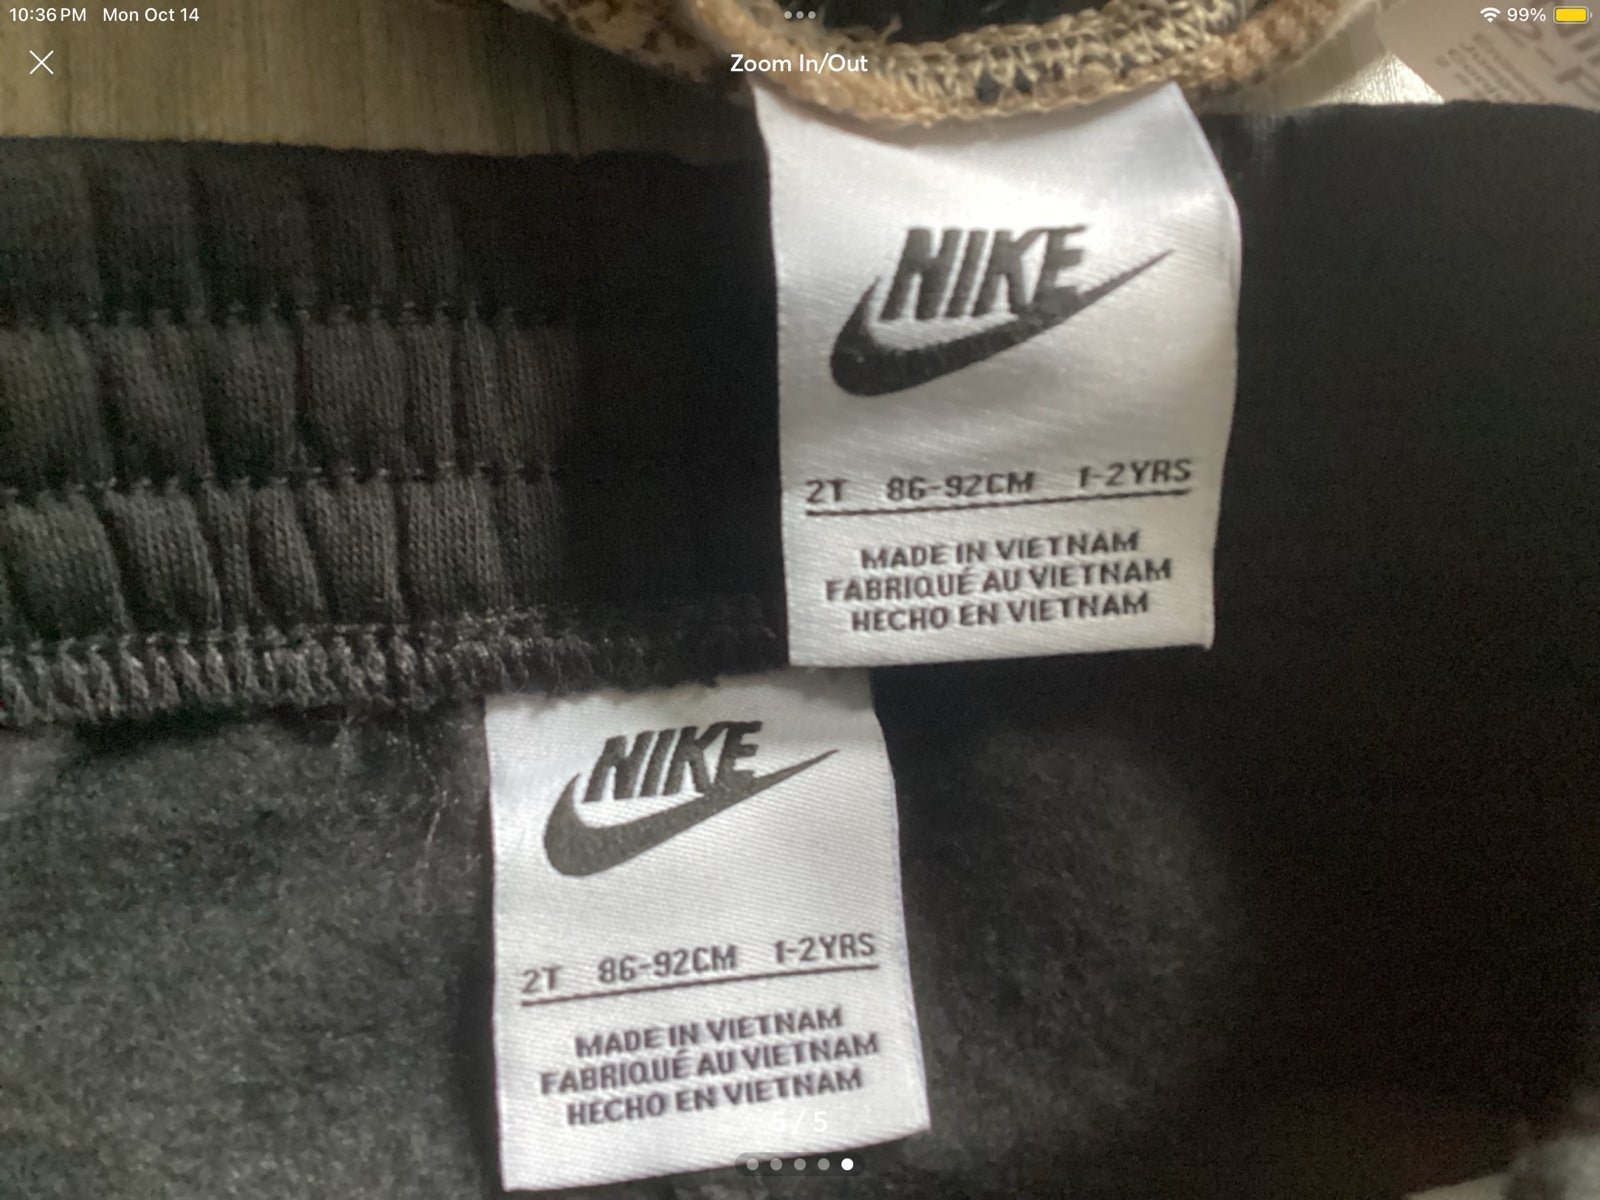 10:36 PM Mon Oct 14
99%
Zoom In/Out
NIKE
2T 86-92CM 1-2YRS
MADE IN VIETNAM
FABRIQUÉ AU VIETNAM
HECHO EN VIETNAM
NIKE
2T 86-92CM 1-2YRS
MADE IN VIETNAM
FABRIQUÉ AU VIETNAM
HECHO EN VIETNAM
5 / 5